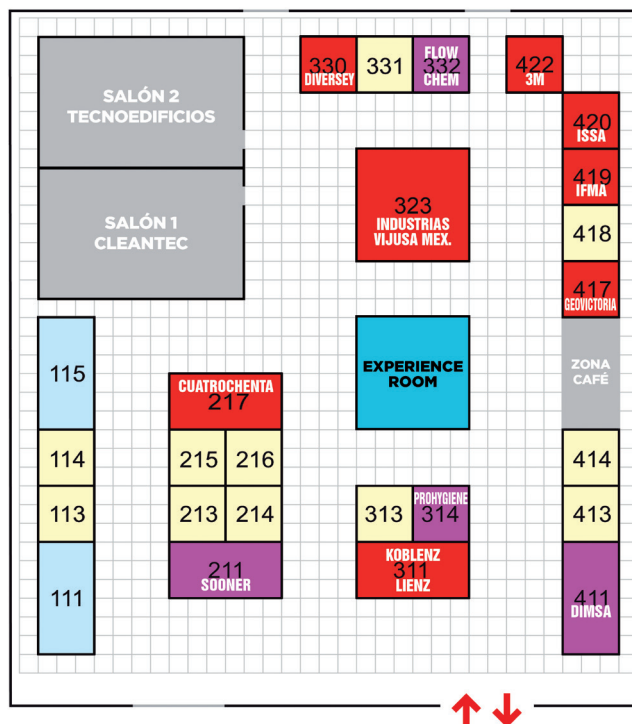 SALÓN 2
TECNOEDIFICIOS
SALÓN 1
CLEANTEC
330
DIVERSEY
331
FLOW
332
CHEM
422
3M
420
ISSA
419
IFMA
418
417
GEOVICTORIA
323
INDUSTRIAS
VIJUSA MEX.
EXPERIENCE
ROOM
ZONA
CAFÉ
115
114
113
111
CUATROCHENTA
217
215
216
213
214
211
SOONER
313
PROHYGIENE
314
KOBLENZ
311
LIENZ
414
413
411
DIMSA